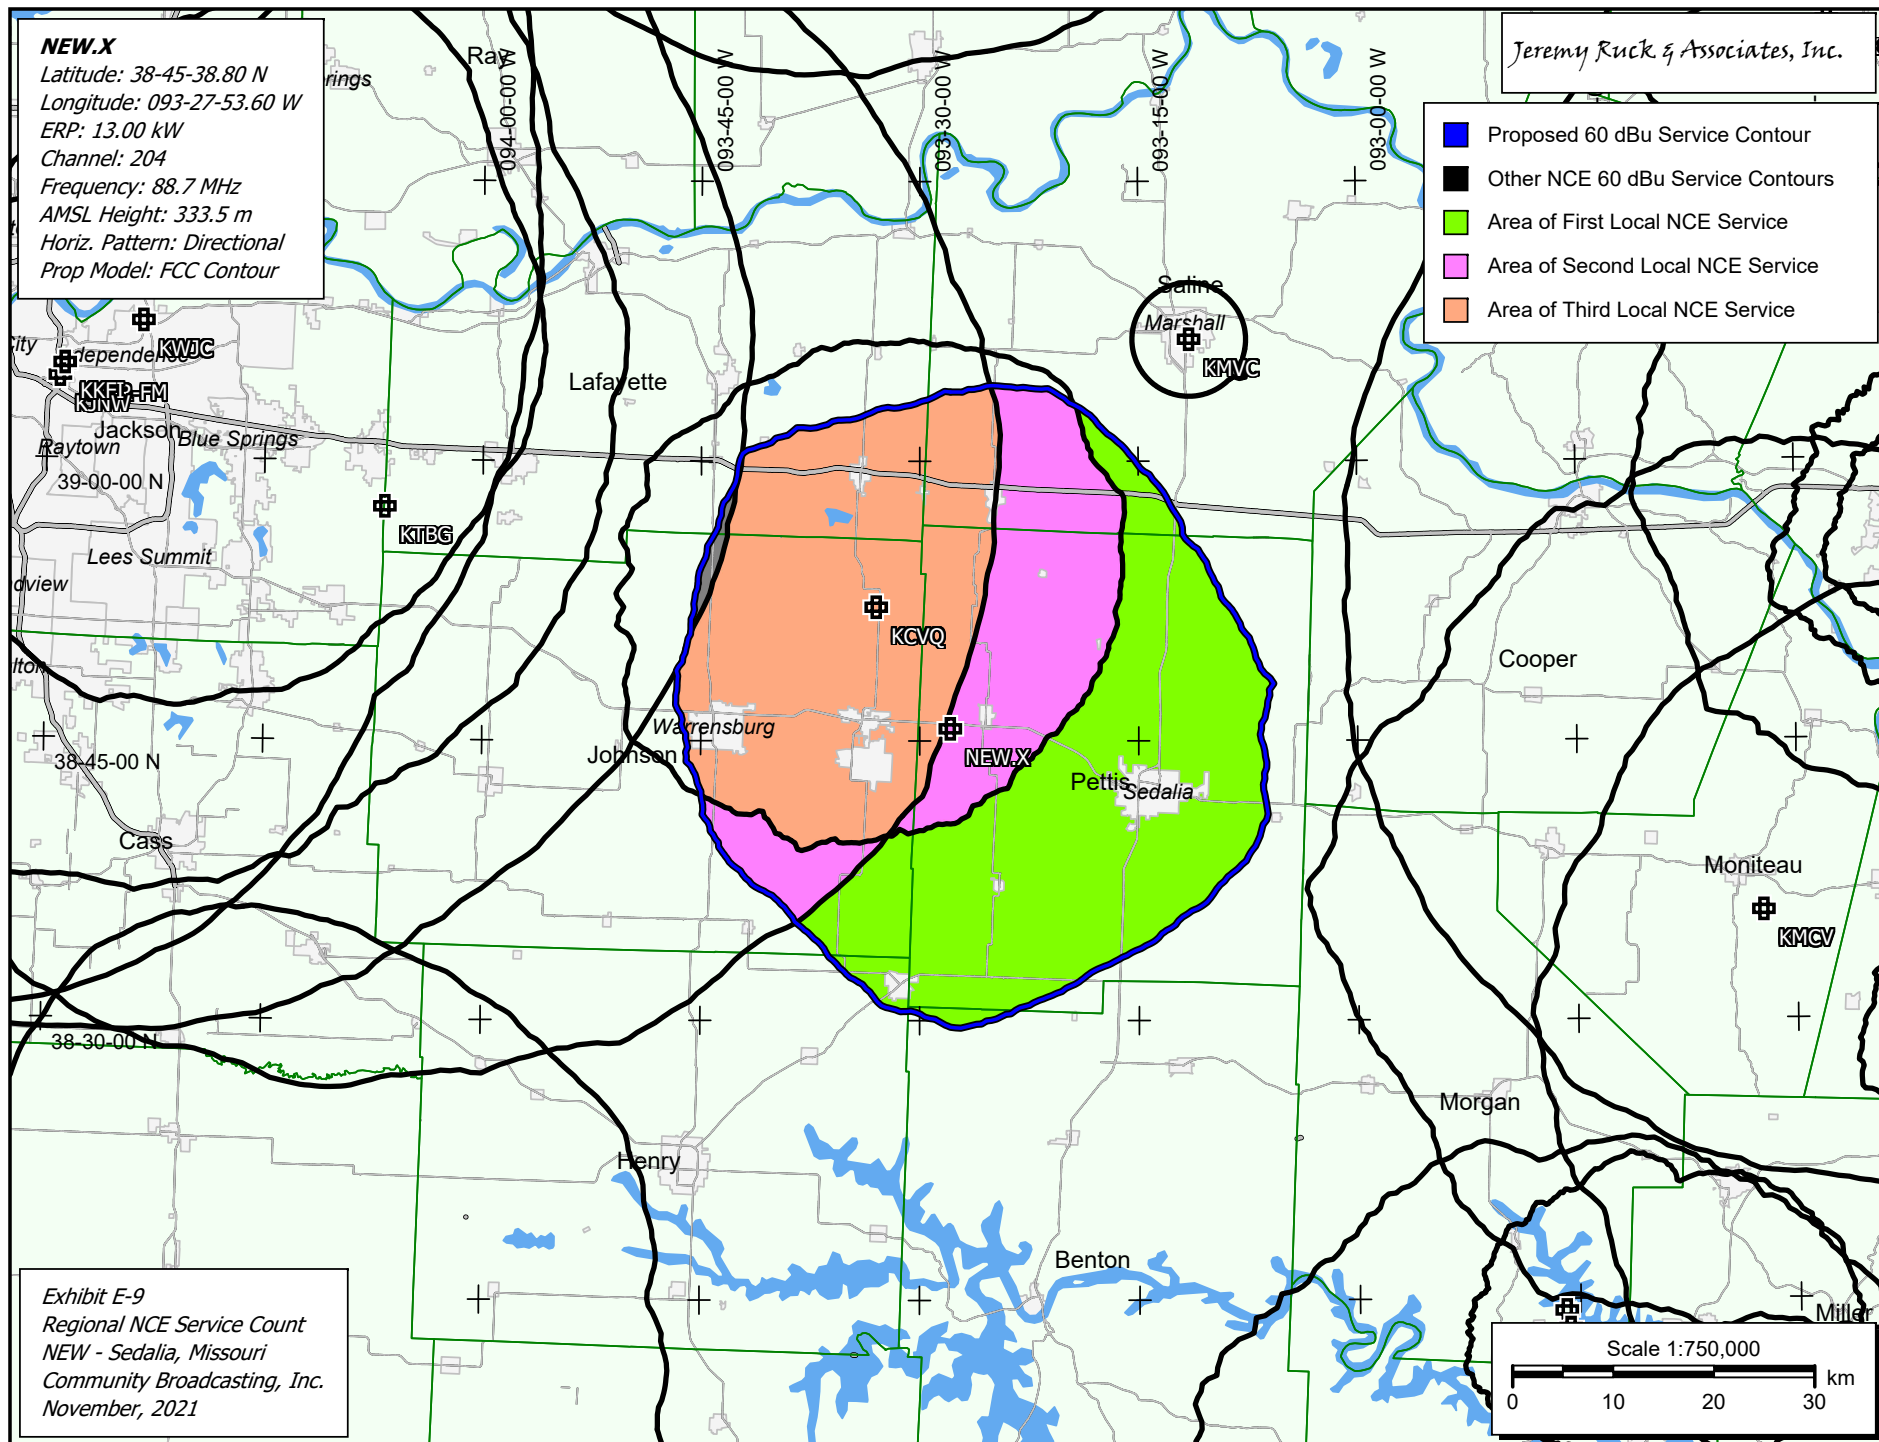 NEW.X
Latitude: 38-45-38.80 N
Longitude: 093-27-53.60 W
ERP: 13.00 kW
Channel: 204
Frequency: 88.7 MHz
AMSL Height: 333.5 m
Horiz. Pattern: Directional
Prop Model: FCC Contour
Jeremy Ruck & Associates, Inc.
Proposed 60 dBu Service Contour
Other NCE 60 dBu Service Contours
Area of First Local NCE Service
Area of Second Local NCE Service
Area of Third Local NCE Service
Ray
rings
094-00-00 W
093-45-00 W
093-30-00 W
093-15-00 W
093-00-00 W
Saline
Marshall
KMVC
KWJC
City
dependence
KKFI-FM
KJNW
Jackson
Raytown
Blue Springs
Lafayette
39-00-00 N
KTBG
Lees Summit
ndview
KCVQ
lton
Cooper
Warrensburg
Johnson
NEW.X
38-45-00 N
Pettis
Sedalia
Cass
Moniteau
KMCV
38-30-00 N
Morgan
Henry
Benton
Miller
Exhibit E-9
Regional NCE Service Count
NEW - Sedalia, Missouri
Community Broadcasting, Inc.
November, 2021
Scale 1:750,000
km
0 10 20 30